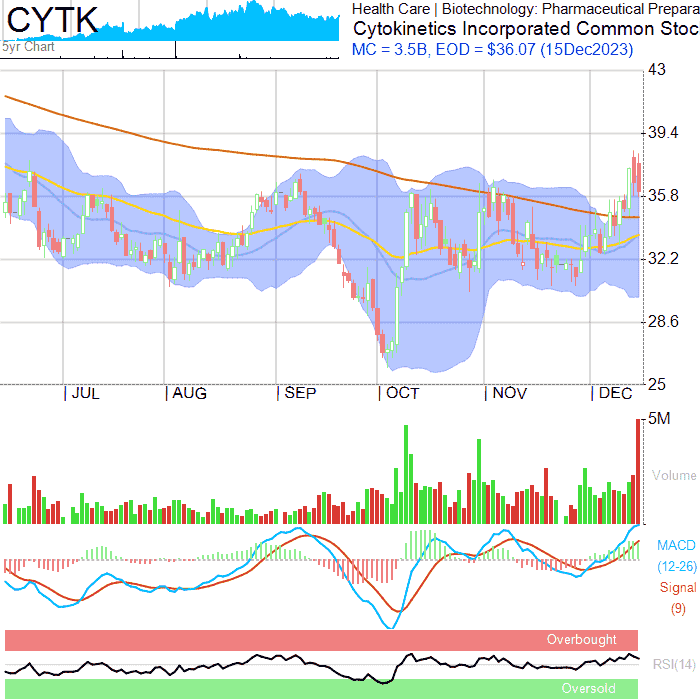 CYTK
5yr Chart
Health Care | Biotechnology: Pharmaceutical Prepara
Cytokinetics Incorporated Common Stoc
MC = 3.5B, EOD = $36.07 (15Dec2023)
43
39.4
35.8
32.2
28.6
25
JUL AUG SEP OCT NOV DEC
5M
Volume
MACD
(12-26)
Signal
(9)
Overbought
RSI(14)
Oversold